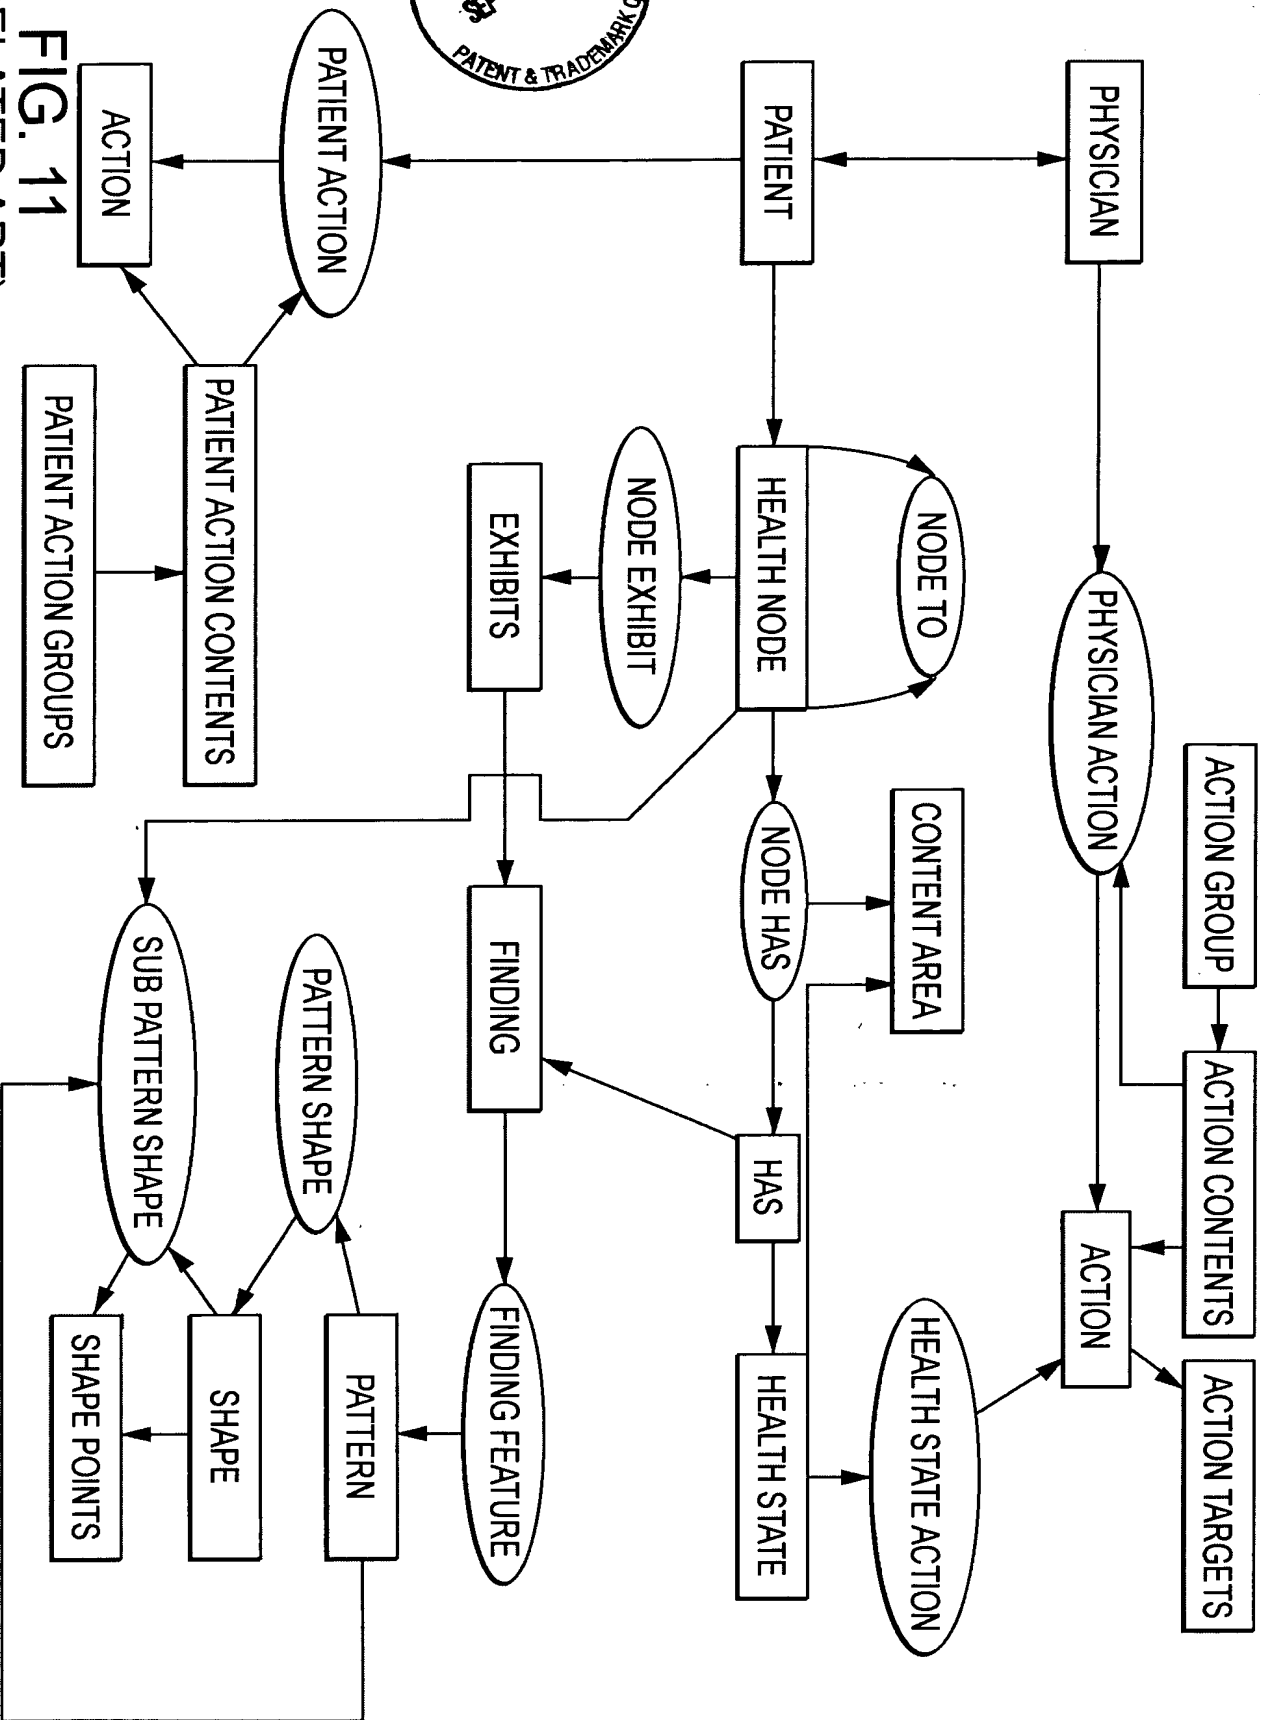 PHYSICIAN
PHYSICIAN ACTION
ACTION GROUP
ACTION CONTENTS
ACTION
ACTION TARGETS
NODE TO
CONTENT AREA
HEALTH STATE ACTION
PATIENT
HEALTH NODE
NODE HAS
HAS
HEALTH STATE
NODE EXHIBIT
EXHIBITS
FINDING
FINDING FEATURE
PATIENT ACTION
PATTERN SHAPE
PATTERN
PATIENT ACTION CONTENTS
SHAPE
ACTION
SUB PATTERN SHAPE
SHAPE POINTS
PATIENT ACTION GROUPS
FIG. 11
PATENT & TRADEMARK